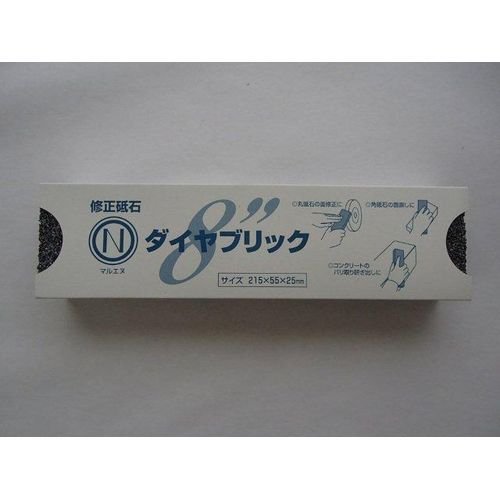 修正砥石
N
マルエヌ
8"
ダイヤブリック
サイズ 215×55×25mm
◎丸砥石の面修正に
◎角砥石の面直しに
◎コンクリートの
バリ取り研ぎ出しに